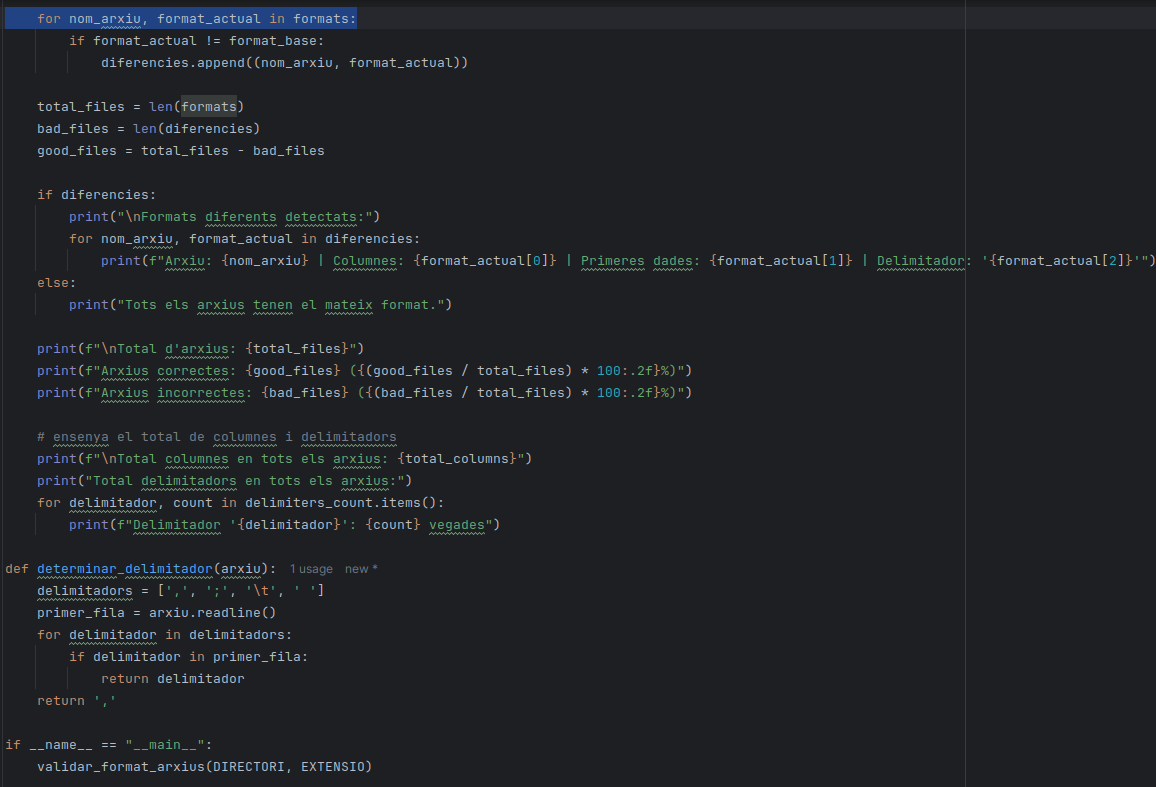 for nom_arxiu, format_actual in formats:
if format_actual != format_base:
diferencies.append((nom_arxiu, format_actual))
total_files = len(formats)
bad_files = len(diferencies)
good_files = total_files - bad_files
if diferencies:
print("\nFormats diferents detectats:")
for nom_arxiu, format_actual in diferencies:
print(f"Arxiu: {nom_arxiu} | Columnes: {format_actual[0]} | Primeres dades: {format_actual[1]} | Delimitador: '{format_actual[2]}'")
else:
print("Tots els arxius tenen el mateix format.")
print(f"\nTotal d'arxius: {total_files}")
print(f"Arxius correctes: {good_files} ({(good_files / total_files) * 100:.2f}%)")
print(f"Arxius incorrectes: {bad_files} ({(bad_files / total_files) * 100:.2f}%)")
# ensenya el total de columnes i delimitadors
print(f"\nTotal columnes en tots els arxius: {total_columns}")
print("Total delimitadors en tots els arxius:")
for delimitador, count in delimiters_count.items():
print(f"Delimitador '{delimitador}': {count} vegades")
def determinar_delimitador(arxiu): 1 usage new *
delimitadors = [',', ';', '\t', ' ']
primer_fila = arxiu.readline()
for delimitador in delimitadors:
if delimitador in primer_fila:
return delimitador
return ','
if __name__ == "__main__":
validar_format_arxius(DIRECTORI, EXTENSIO)